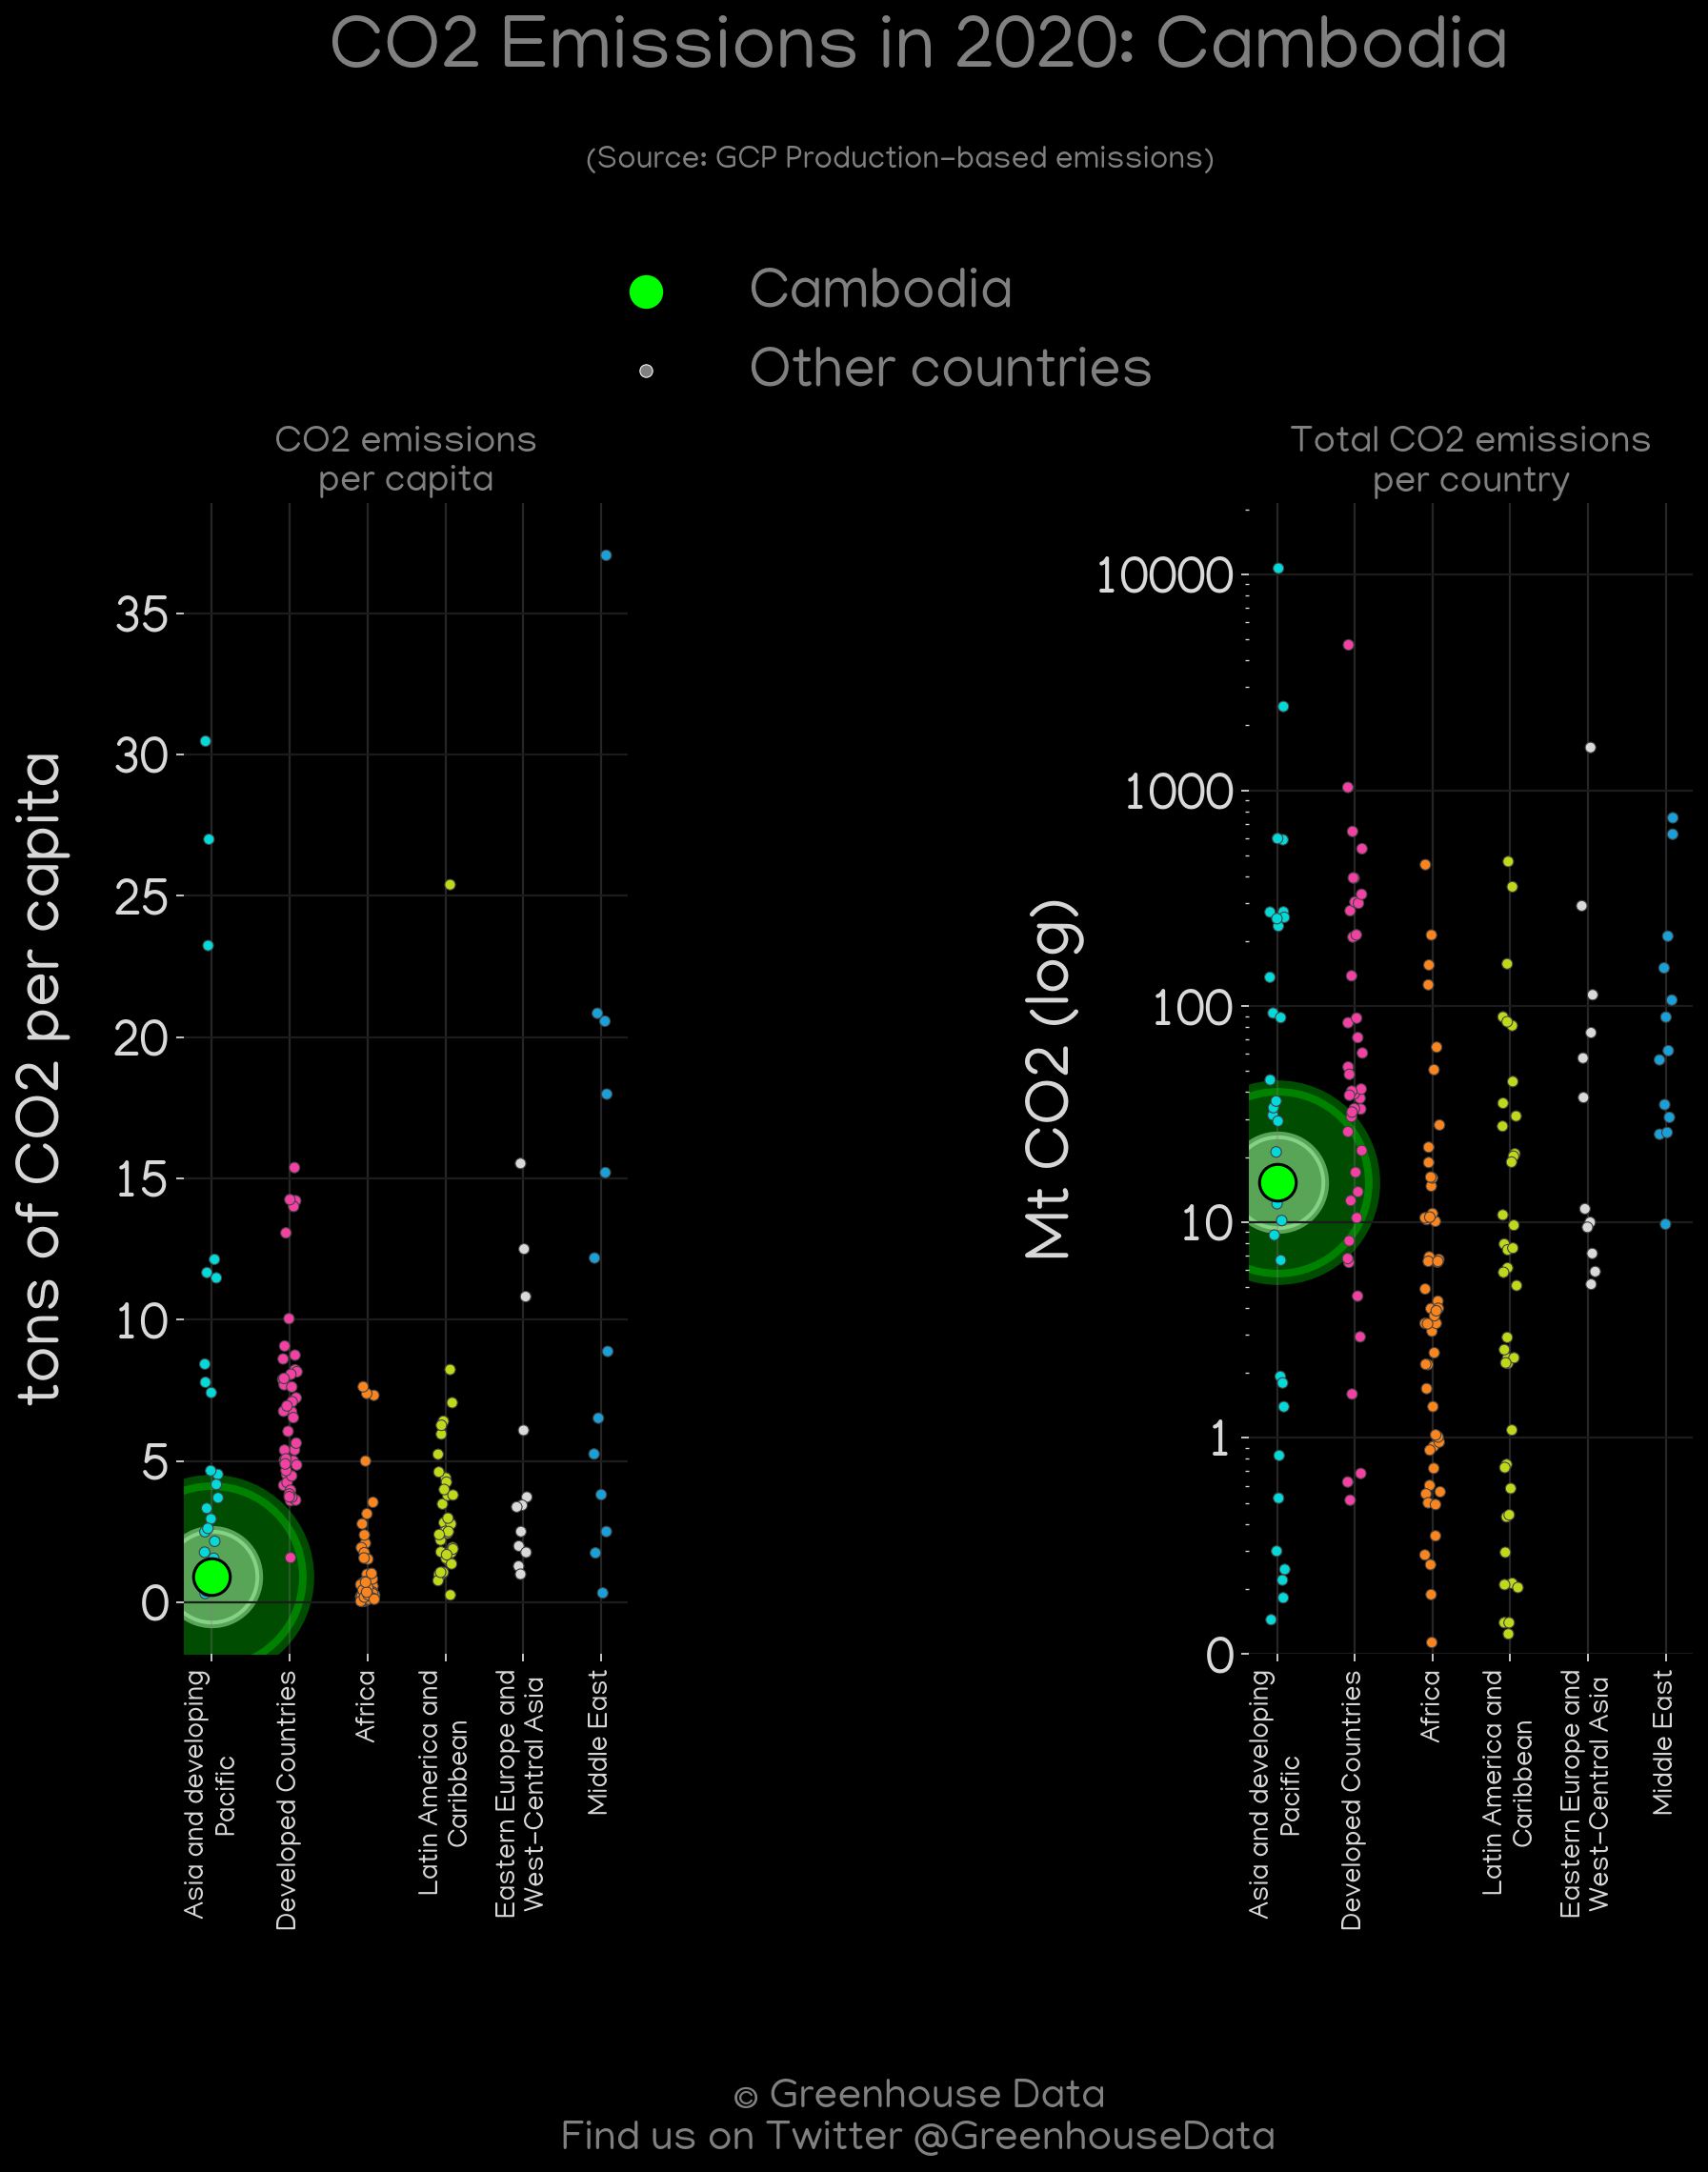 CO2 Emissions in 2020: Cambodia
(Source: GCP Production-based emissions)
Cambodia
Other countries
CO2 emissions
per capita
tons of CO2 per capita
35
30
25
20
15
10
5
0
Asia and developing
Pacific
Developed Countries
Africa
Latin America and
Caribbean
Eastern Europe and
West-Central Asia
Middle East
Total CO2 emissions
per country
Mt CO2 (log)
10000
1000
100
10
1
0
Asia and developing
Pacific
Developed Countries
Africa
Latin America and
Caribbean
Eastern Europe and
West-Central Asia
Middle East
© Greenhouse Data
Find us on Twitter @GreenhouseData